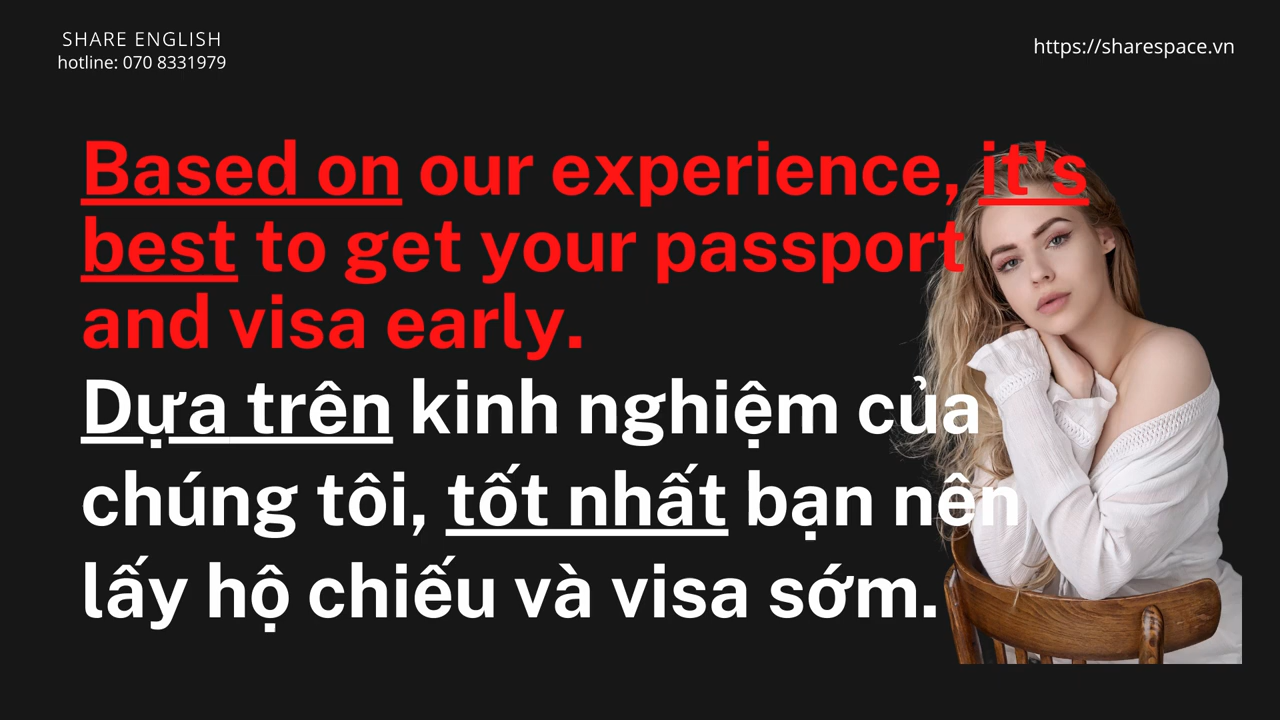 SHARE ENGLISH
hotline: 070 8331979
https://sharespace.vn
Based on our experience, it's
best to get your passport
and visa early.
Dựa trên kinh nghiệm của
chúng tôi, tốt nhất bạn nên
lấy hộ chiếu và visa sớm.